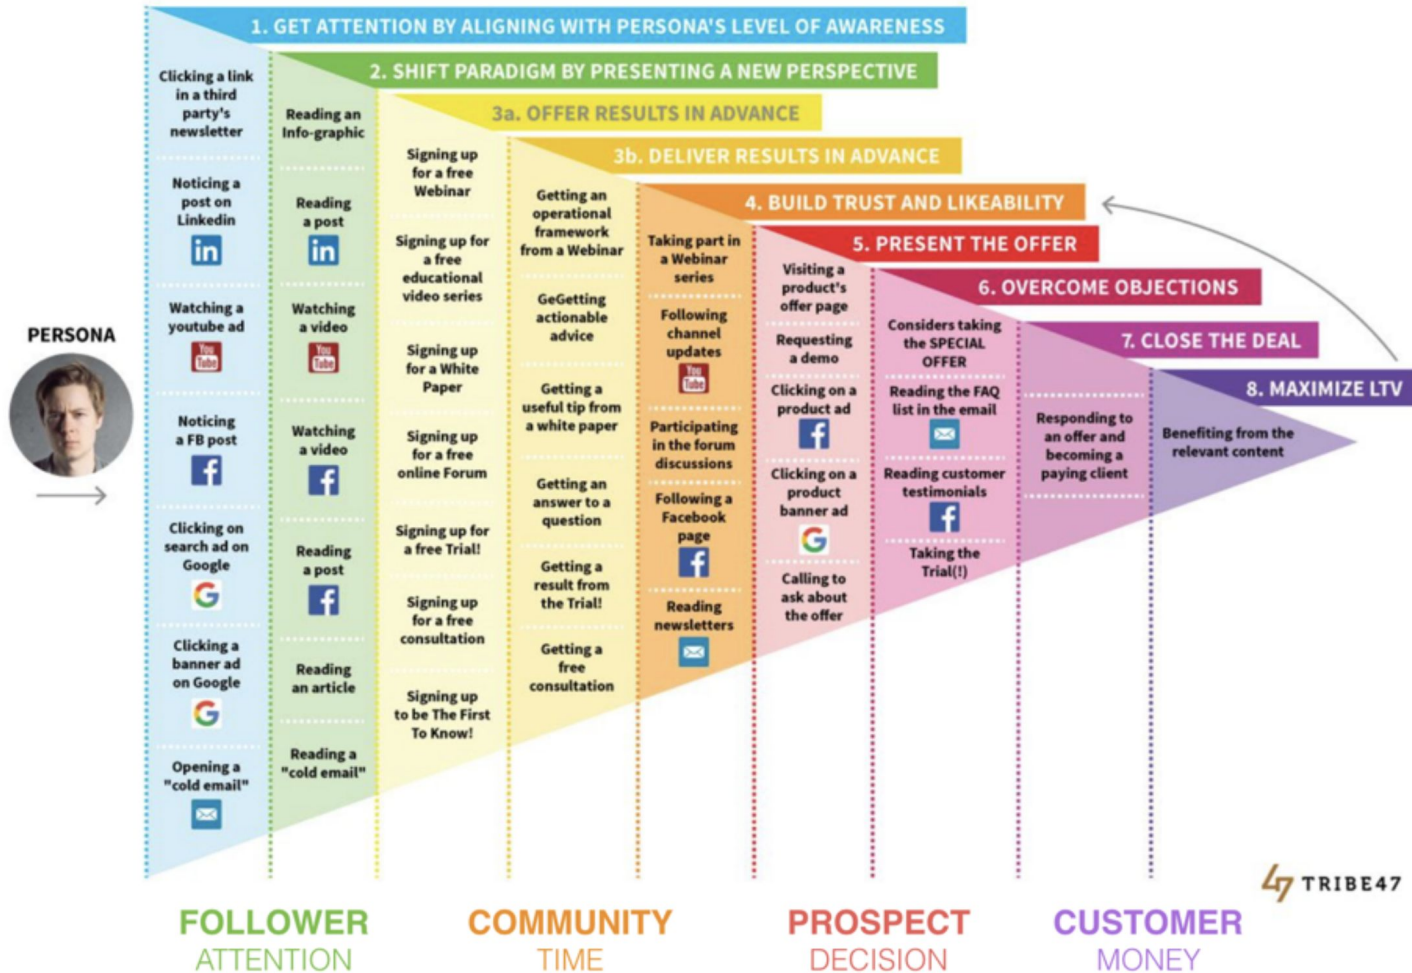 1. GET ATTENTION BY ALIGNING WITH PERSONA'S LEVEL OF AWARENESS
2. SHIFT PARADIGM BY PRESENTING A NEW PERSPECTIVE
3a. OFFER RESULTS IN ADVANCE
3b. DELIVER RESULTS IN ADVANCE
4. BUILD TRUST AND LIKEABILITY
5. PRESENT THE OFFER
6. OVERCOME OBJECTIONS
7. CLOSE THE DEAL
8. MAXIMIZE LTV
PERSONA
Clicking a link
in a third
party's
newsletter
Noticing a
post on
Linkedin
in
Watching a
youtube ad
You
Tube
Noticing
a FB post
f
Clicking on
search ad on
Google
G
Clicking a
banner ad
on Google
G
Opening a
"cold email"
Reading an
Info-graphic
Reading
a post
in
Watching
a video
You
Tube
Watching
a video
f
Reading
a post
f
Reading
an article
Reading a
"cold email"
Signing up
for a free
Webinar
Signing up for
a free
educational
video series
Signing up
for a White
Paper
Signing up
for a free
online Forum
Signing up for
a free Trial!
Signing up
for a free
consultation
Signing up
to be The First
To Know!
Getting an
operational
framework
from a Webinar
GeGetting
actionable
advice
Getting a
useful tip from
a white paper
Getting an
answer to a
question
Getting a
result from
the Trial!
Getting a
free
consultation
Taking part in
a Webinar
series
Following
channel
updates
You
Tube
Participating
in the forum
discussions
Following a
Facebook
page
f
Reading
newsletters
Visiting a
product's
offer page
Requesting
a demo
Clicking on a
product ad
f
Clicking on a
product
banner ad
G
Calling to
ask about
the offer
Considers taking
the SPECIAL
OFFER
Reading the FAQ
list in the email
Reading customer
testimonials
f
Taking the
Trial(!)
Responding to
an offer and
becoming a
paying client
Benefiting from the
relevant content
47 TRIBE47
FOLLOWER
ATTENTION
COMMUNITY
TIME
PROSPECT
DECISION
CUSTOMER
MONEY